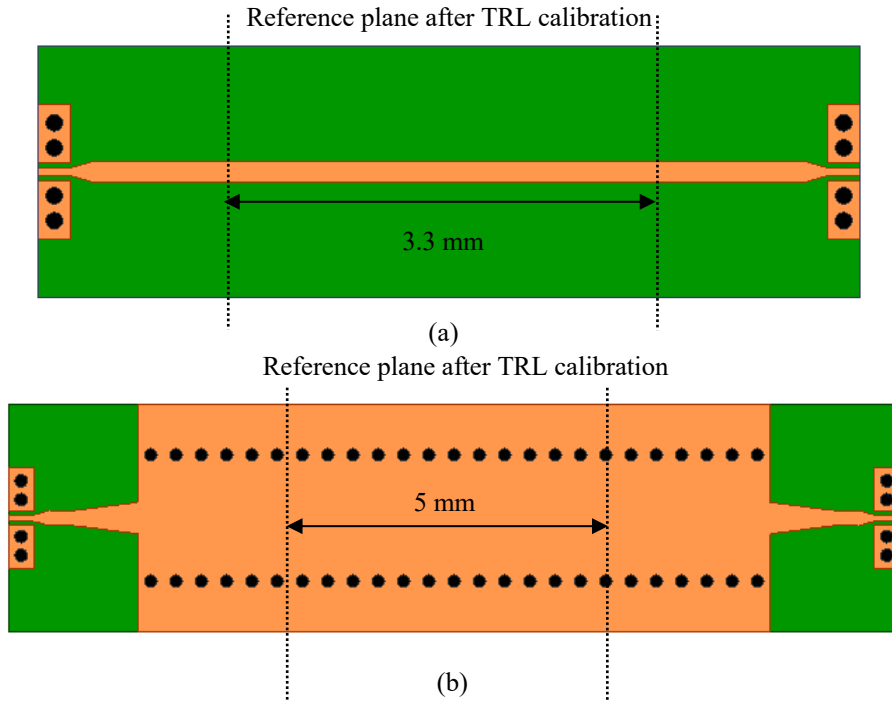 Reference plane after TRL calibration
3.3 mm
(a)
Reference plane after TRL calibration
5 mm
(b)